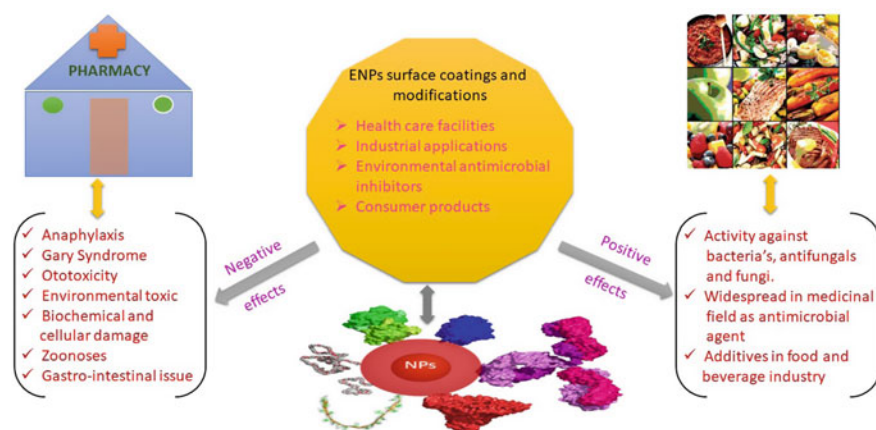 PHARMACY
ENPs surface coatings and
modifications
➢ Health care facilities
➢ Industrial applications
➢ Environmental antimicrobial
inhibitors
➢ Consumer products
✓ Anaphylaxis
✓ Gary Syndrome
✓ Ototoxicity
✓ Environmental toxic
✓ Biochemical and
cellular damage
✓ Zoonoses
✓ Gastro-intestinal issue
Negative
effects
Positive
effects
✓ Activity against
bacteria's, antifungals
and fungi.
✓ Widespread in medicinal
field as antimicrobial
agent
✓ Additives in food and
beverage industry
NPs